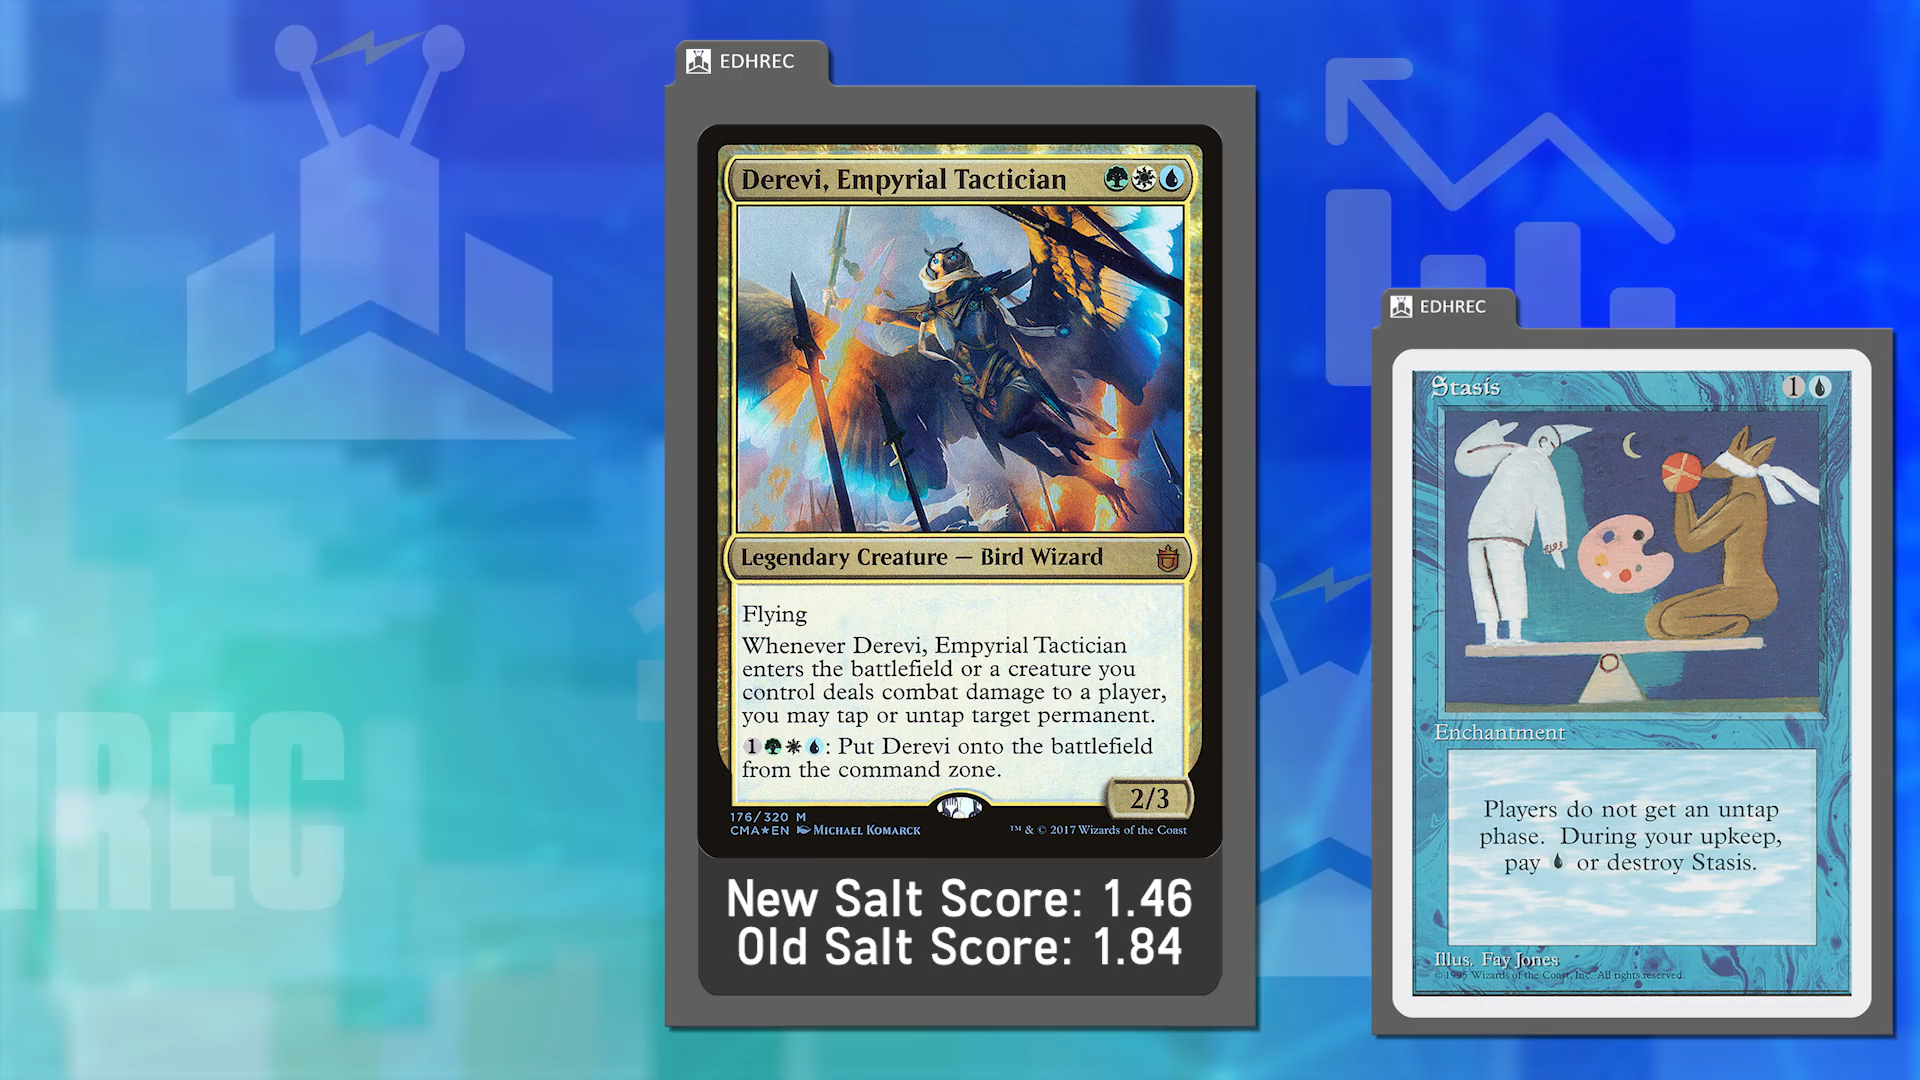 EDHREC
Derevi, Empyrial Tactician
Legendary Creature — Bird Wizard
Flying
Whenever Derevi, Empyrial Tactician
enters the battlefield or a creature you
control deals combat damage to a player,
you may tap or untap target permanent.
1 : Put Derevi onto the battlefield
from the command zone.
2/3
176/320 M
CMA★EN Michael Komarck
™ & © 2017 Wizards of the Coast
New Salt Score: 1.46
Old Salt Score: 1.84
EDHREC
Stasis 1
Enchantment
Players do not get an untap
phase. During your upkeep,
pay or destroy Stasis.
Illus. Fay Jones
© 1995 Wizards of the Coast, Inc. All rights reserved.
HREC